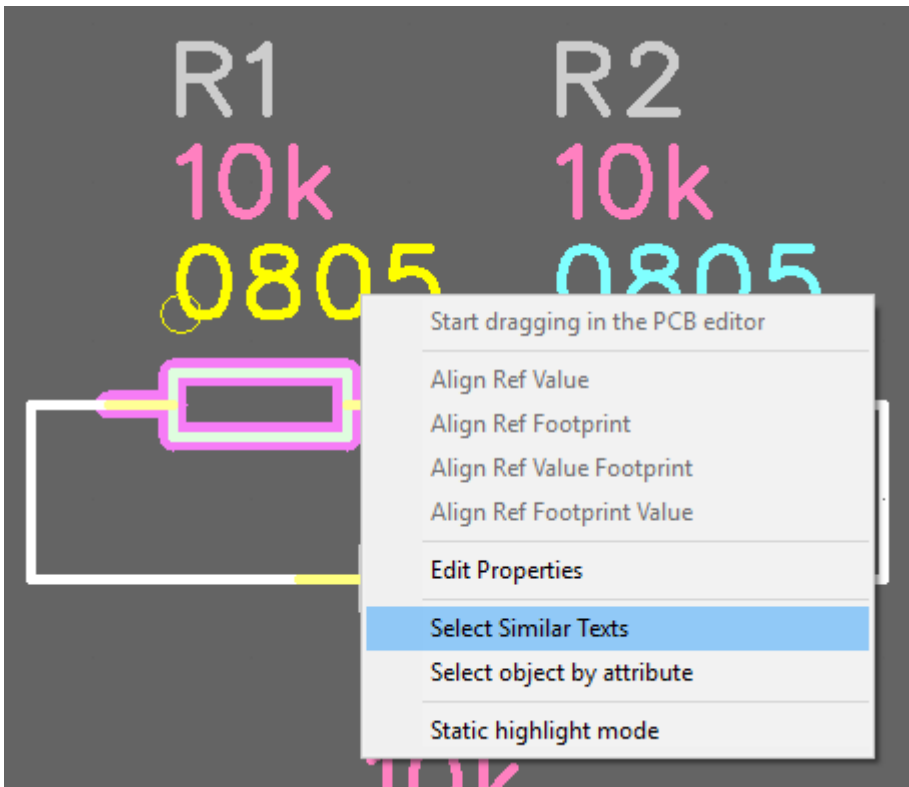 R1 R2
10k 10k
0805 0805
Start dragging in the PCB editor
Align Ref Value
Align Ref Footprint
Align Ref Value Footprint
Align Ref Footprint Value
Edit Properties
Select Similar Texts
Select object by attribute
Static highlight mode
10k